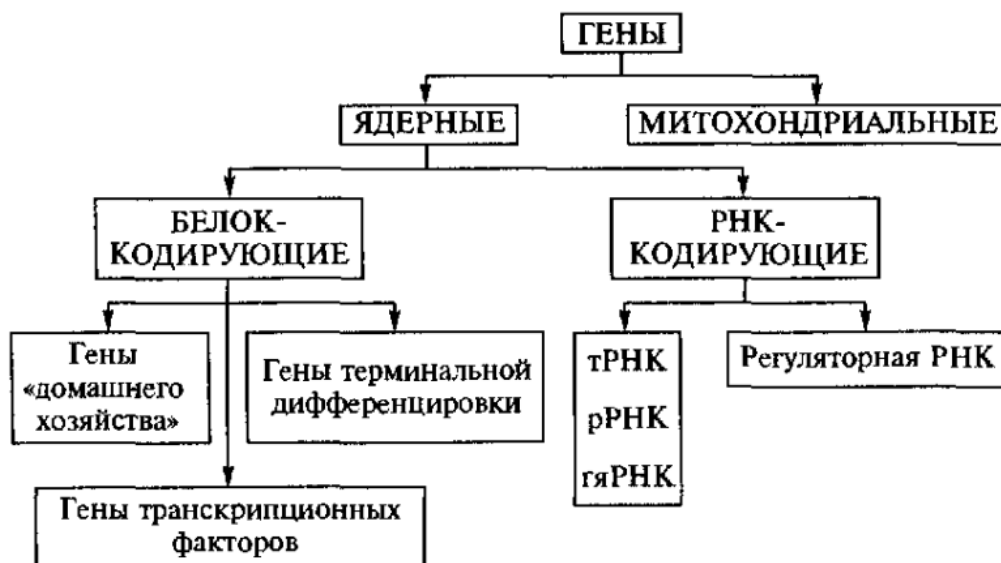 ГЕНЫ
ЯДЕРНЫЕ
МИТОХОНДРИАЛЬНЫЕ
БЕЛОК-
КОДИРУЮЩИЕ
РНК-
КОДИРУЮЩИЕ
Гены
«домашнего
хозяйства»
Гены терминальной
дифференцировки
тРНК
рРНК
гяРНК
Регуляторная РНК
Гены транскрипционных
факторов